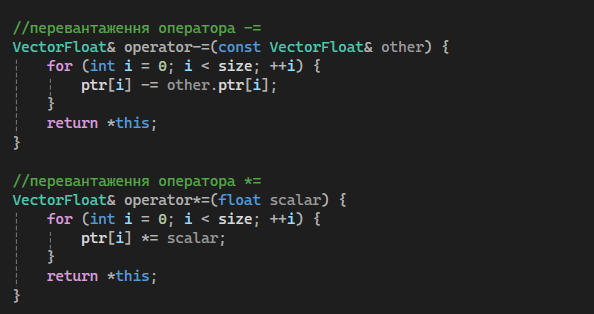 //перевантаження оператора -=
VectorFloat& operator-=(const VectorFloat& other) {
    for (int i = 0; i < size; ++i) {
        ptr[i] -= other.ptr[i];
    }
    return *this;
}

//перевантаження оператора *=
VectorFloat& operator*=(float scalar) {
    for (int i = 0; i < size; ++i) {
        ptr[i] *= scalar;
    }
    return *this;
}